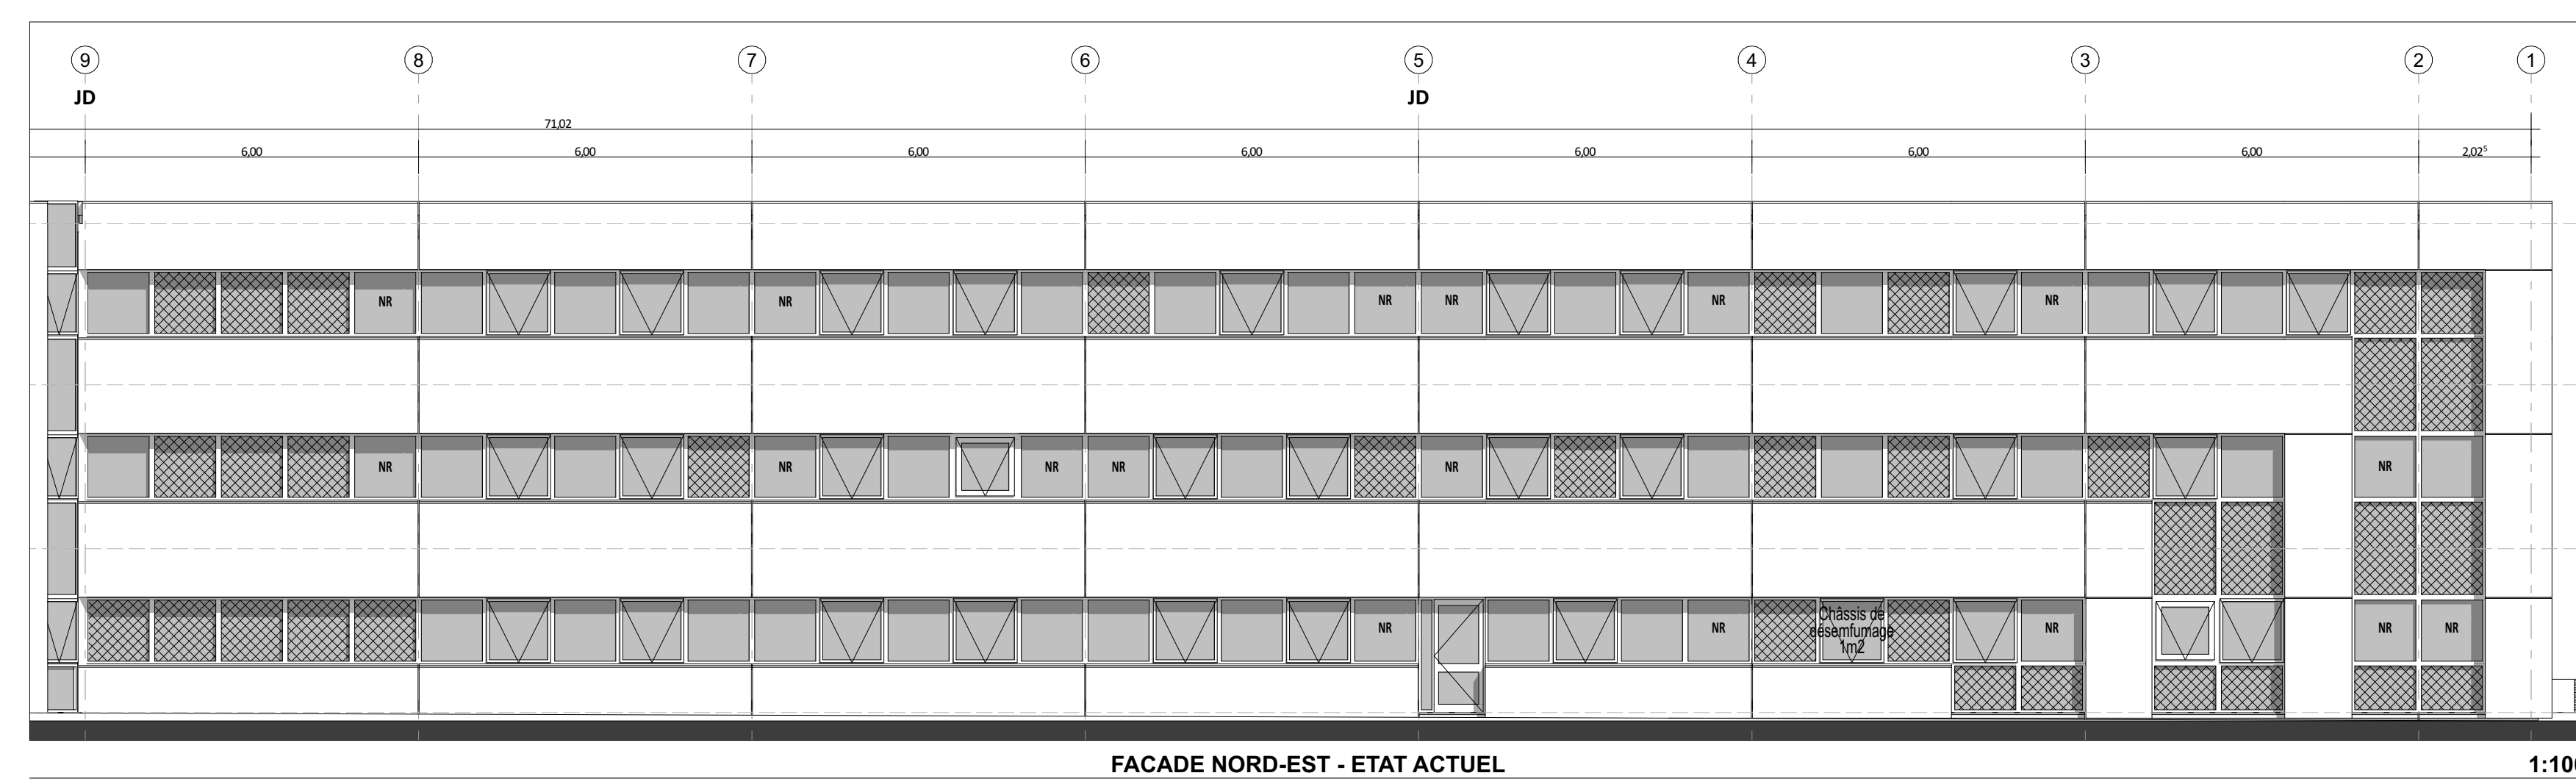 9 8 7 6 5 4 3 2 1
JD JD
71,02
6,00 6,00 6,00 6,00 6,00 6,00 6,00 2,02⁵
NR NR NR NR NR NR
NR NR NR NR NR NR
NR NR
Châssis de
désemfumage
1m2
NR NR NR
FACADE NORD-EST - ETAT ACTUEL
1:100